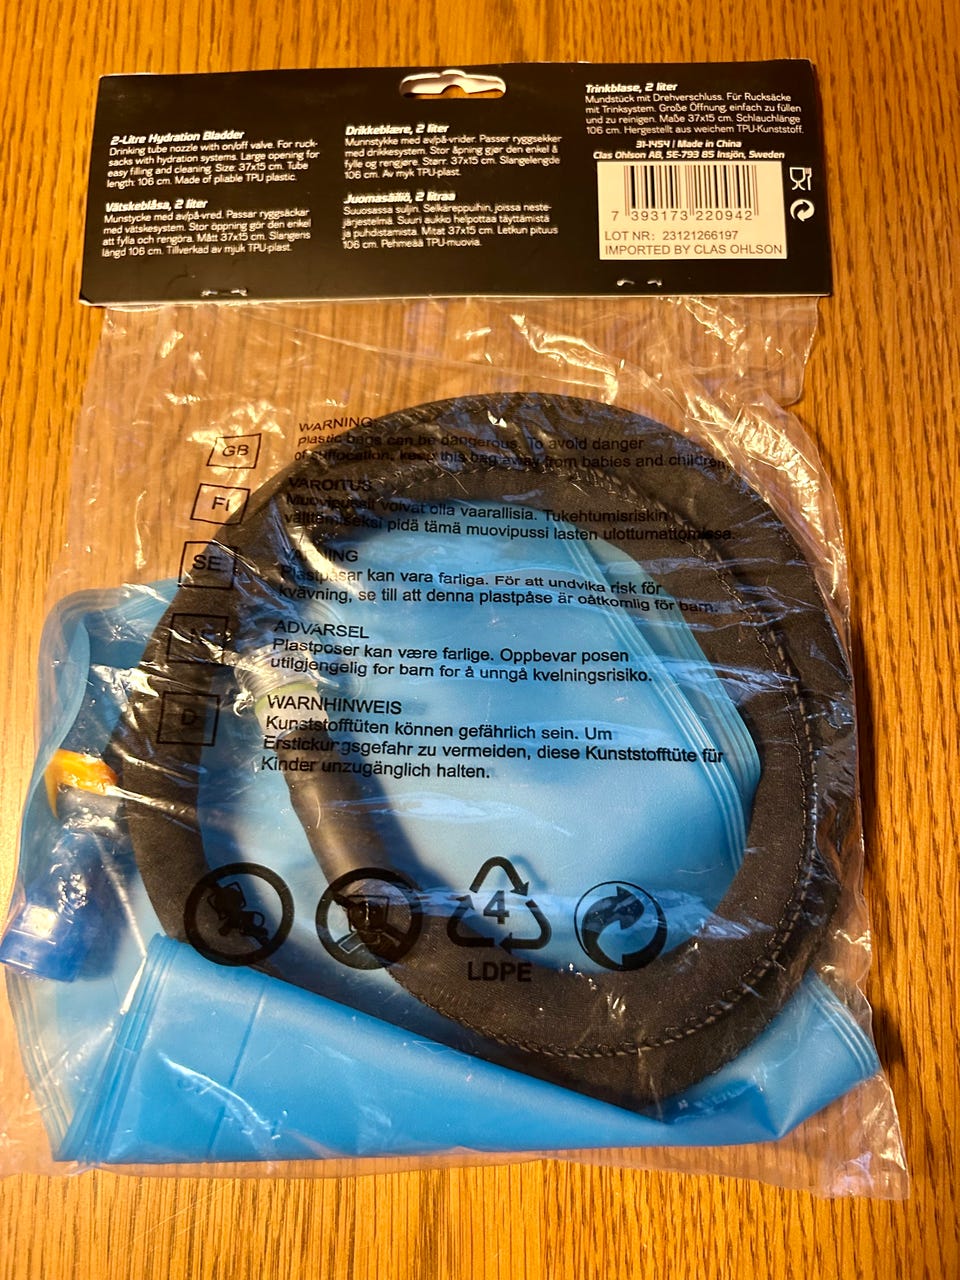 2-Litre Hydration Bladder
Drinking tube nozzle with on/off valve. For ruck-
sacks with hydration systems. Large opening for
easy filling and cleaning. Size: 37x15 cm. Tube
length: 106 cm. Made of pliable TPU plastic.
Vätskeblåsa, 2 liter
Munstycke med av/på-vred. Passar ryggsäckar
med vätskesystem. Stor öppning gör den enkel
att fylla och rengöra. Mått 37x15 cm. Slangens
längd 106 cm. Tillverkad av mjuk TPU-plast.
Drikkeblære, 2 liter
Munnstykke med av/på-vrider. Passer ryggsekker
med drikkesystem. Stor åpning gjør den enkel å
fylle og rengjøre. Størr. 37x15 cm. Slangelengde
106 cm. Av myk TPU-plast.
Juomasäiliö, 2 litraa
Suuosassa suljin. Selkäreppuihin, joissa neste-
järjestelmä. Suuri aukko helpottaa täyttämistä
ja puhdistamista. Mitat 37x15 cm. Letkun pituus
106 cm. Pehmeää TPU-muovia.
Trinkblase, 2 liter
Mundstück mit Drehverschluss. Für Rucksäcke
mit Trinksystem. Große Öffnung, einfach zu füllen
und zu reinigen. Maße 37x15 cm. Schlauchlänge
106 cm. Hergestellt aus weichem TPU-Kunststoff.
31-1454 | Made in China
Clas Ohlson AB, SE-793 85 Insjön, Sweden
7 393173 220942
LOT NR: 23121266197
IMPORTED BY CLAS OHLSON
GB
WARNING
Plastic bags can be dangerous. To avoid danger
of suffocation, keep this bag away from babies and children.
FI
VAROITUS
Muovipussit voivat olla vaarallisia. Tukehtumisriskin
välttämiseksi pidä tämä muovipussi lasten ulottumattomissa.
SE
VARNING
Plastpåsar kan vara farliga. För att undvika risk för
kvävning, se till att denna plastpåse är oåtkomlig för barn.
N
ADVARSEL
Plastposer kan være farlige. Oppbevar posen
utilgjengelig for barn for å unngå kvelningsrisiko.
D
WARNHINWEIS
Kunststofftüten können gefährlich sein. Um
Erstickungsgefahr zu vermeiden, diese Kunststofftüte für
Kinder unzugänglich halten.
4
LDPE